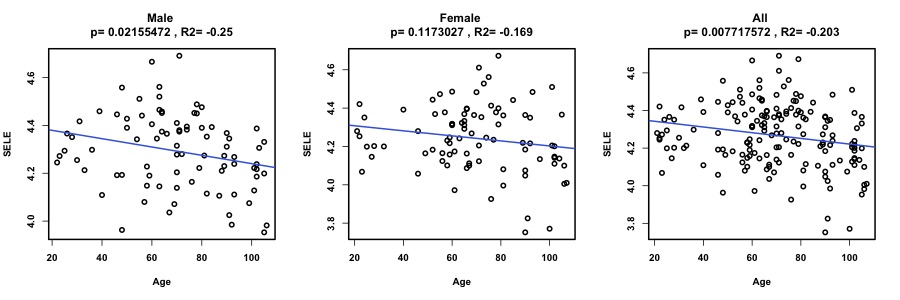 Male
p= 0.02155472 , R2= -0.25
SELE
4.6
4.4
4.2
4.0
20 40 60 80 100
Age
Female
p= 0.1173027 , R2= -0.169
SELE
4.6
4.4
4.2
4.0
3.8
20 40 60 80 100
Age
All
p= 0.007717572 , R2= -0.203
SELE
4.6
4.4
4.2
4.0
3.8
20 40 60 80 100
Age